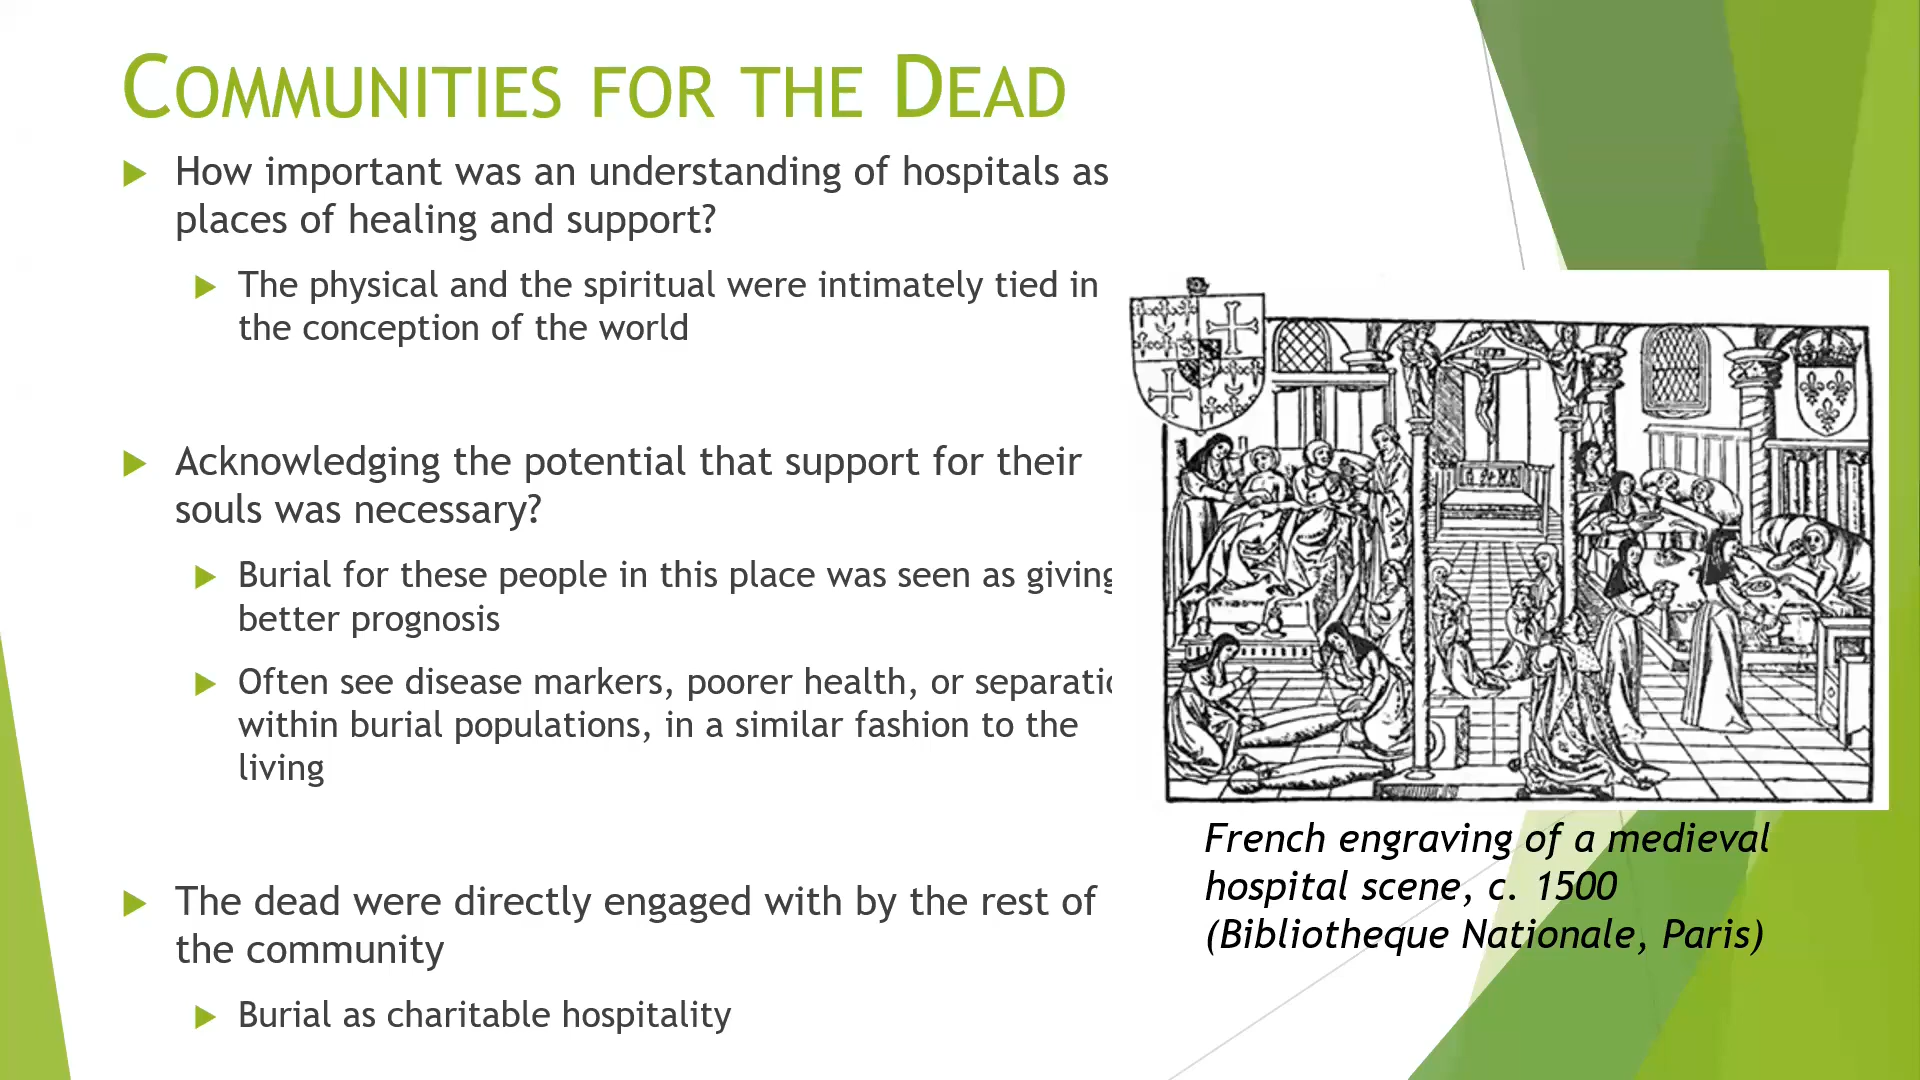 COMMUNITIES FOR THE DEAD
How important was an understanding of hospitals as
places of healing and support?
The physical and the spiritual were intimately tied in
the conception of the world
Acknowledging the potential that support for their
souls was necessary?
Burial for these people in this place was seen as giving
better prognosis
Often see disease markers, poorer health, or separatio
within burial populations, in a similar fashion to the
living
The dead were directly engaged with by the rest of
the community
Burial as charitable hospitality
French engraving of a medieval
hospital scene, c. 1500
(Bibliotheque Nationale, Paris)